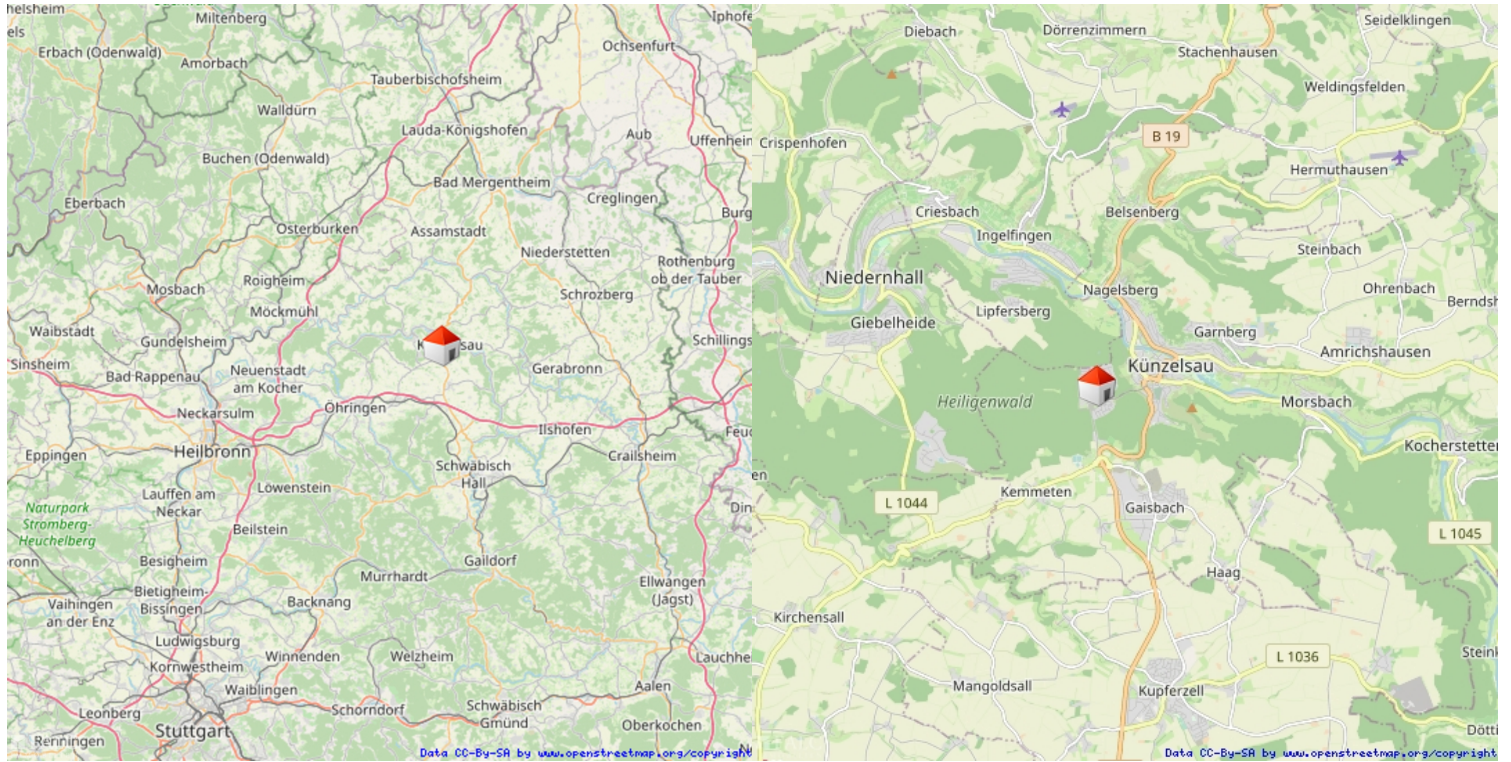 Miltenberg
Erbach (Odenwald)
Amorbach
Ochsenfurt
Tauberbischofsheim
Walldürn
Lauda-Königshofen
Aub
Uffenheim
Buchen (Odenwald)
Bad Mergentheim
Creglingen
Eberbach
Burg
Osterburken
Assamstadt
Niederstetten
Rothenburg
ob der Tauber
Roigheim
Mosbach
Schrozberg
Möckmühl
Waibstadt
Gundelsheim
Schillings
Sinsheim
Bad Rappenau
Neuenstadt
am Kocher
Gerabronn
Neckarsulm
Öhringen
Ilshofen
Heilbronn
Eppingen
Crailsheim
Schwäbisch
Hall
Lauffen am
Neckar
Löwenstein
Naturpark
Stromberg-
Heuchelberg
Beilstein
Besigheim
Gaildorf
Murrhardt
Bietigheim-
Bissingen
Backnang
Ellwangen
(Jagst)
Vaihingen
an der Enz
Ludwigsburg
Kornwestheim
Winnenden
Welzheim
Lauchhe
Waiblingen
Aalen
Leonberg
Schorndorf
Schwäbisch
Gmünd
Oberkochen
Stuttgart
Renningen
Data CC-By-SA by www.openstreetmap.org/copyright
Seidelklingen
Diebach
Dörrenzimmern
Stachenhausen
Weldingsfelden
B 19
Crispenhofen
Hermuthausen
Criesbach
Belsenberg
Ingelfingen
Steinbach
Niedernhall
Nagelsberg
Ohrenbach
Berndsh
Lipfersberg
Giebelheide
Garnberg
Amrichshausen
Künzelsau
Heiligenwald
Morsbach
Kocherstetten
Kemmeten
L 1044
Gaisbach
L 1045
Haag
Kirchensall
L 1036
Mangoldsall
Kupferzell
Data CC-By-SA by www.openstreetmap.org/copyright